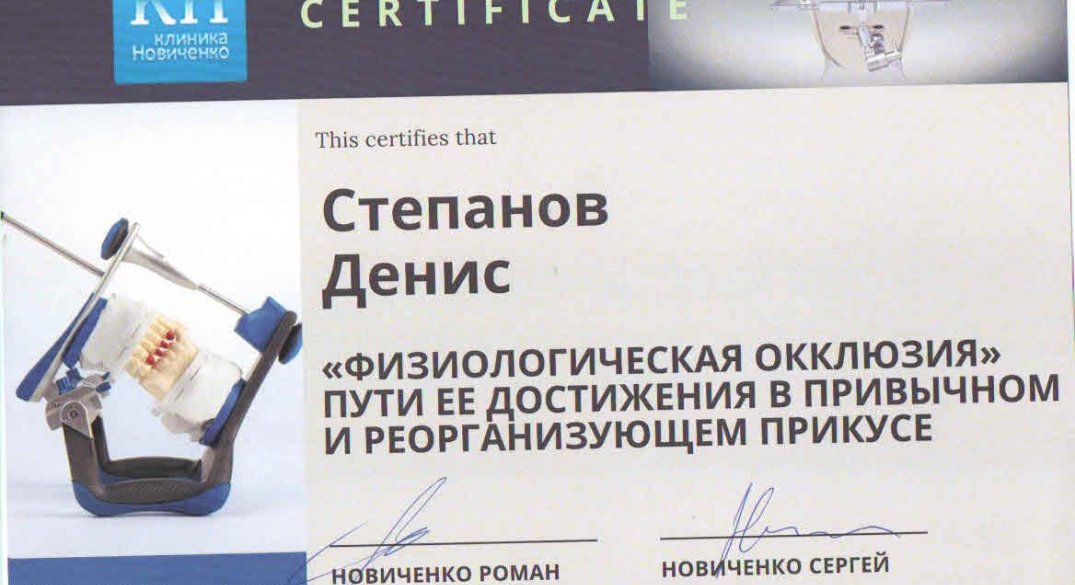 КН
клиника
Новиченко
CERTIFICATE
This certifies that
Степанов
Денис
«ФИЗИОЛОГИЧЕСКАЯ ОККЛЮЗИЯ»
ПУТИ ЕЕ ДОСТИЖЕНИЯ В ПРИВЫЧНОМ
И РЕОРГАНИЗУЮЩЕМ ПРИКУСЕ
НОВИЧЕНКО РОМАН
НОВИЧЕНКО СЕРГЕЙ